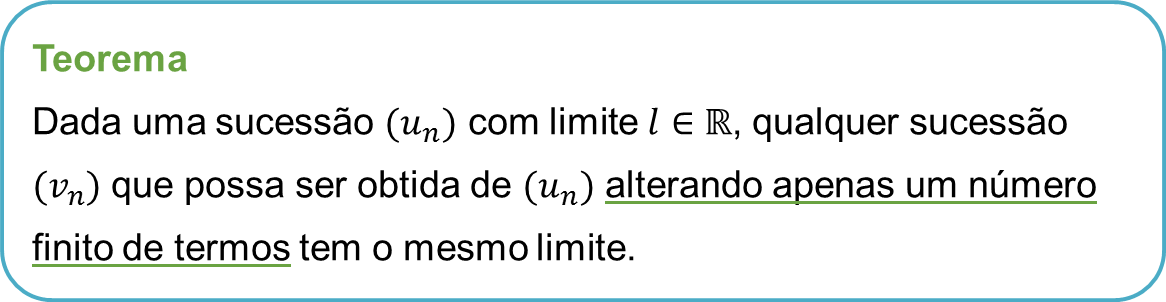 Teorema
Dada uma sucessão (𝑢ₙ) com limite 𝑙 ∈ ℝ, qualquer sucessão
(𝑣ₙ) que possa ser obtida de (𝑢ₙ) alterando apenas um número
finito de termos tem o mesmo limite.